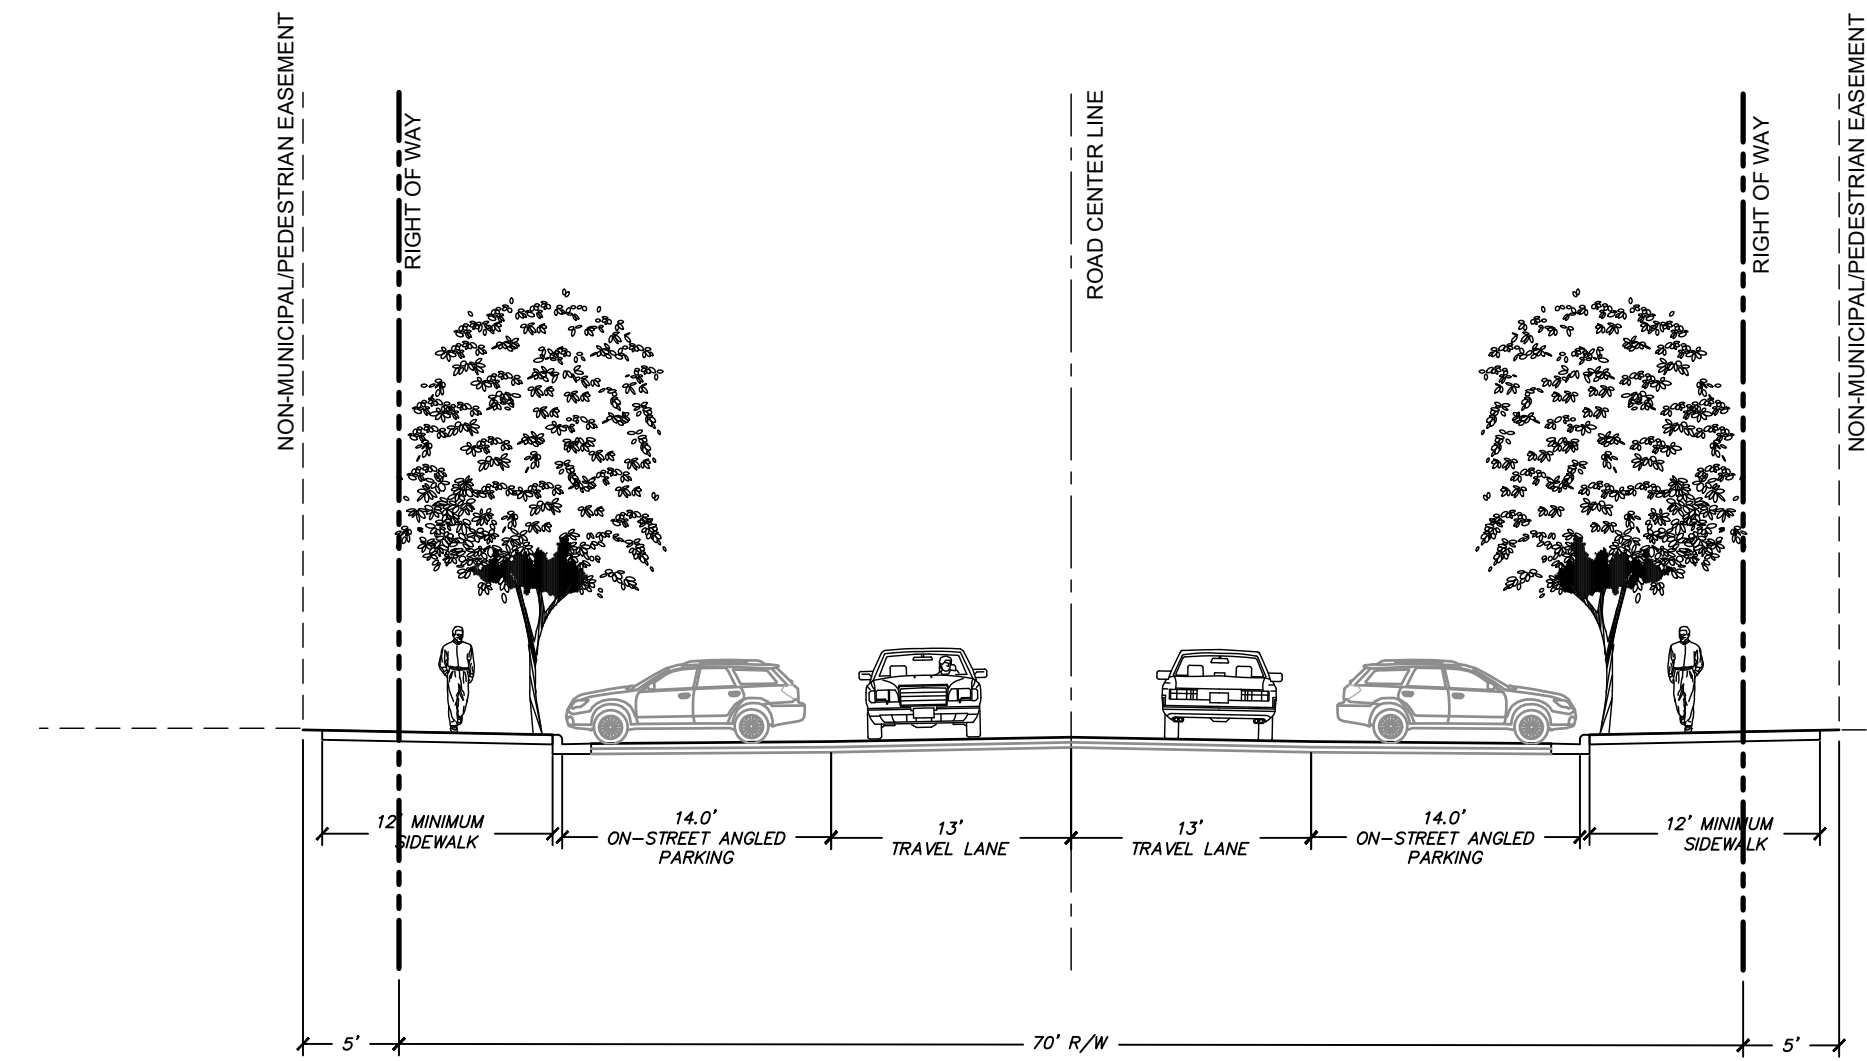 NON-MUNICIPAL/PEDESTRIAN EASEMENT
RIGHT OF WAY
ROAD CENTER LINE
RIGHT OF WAY
NON-MUNICIPAL/PEDESTRIAN EASEMENT
12' MINIMUM
SIDEWALK
14.0'
ON-STREET ANGLED
PARKING
13'
TRAVEL LANE
13'
TRAVEL LANE
14.0'
ON-STREET ANGLED
PARKING
12' MINIMUM
SIDEWALK
5'
70' R/W
5'